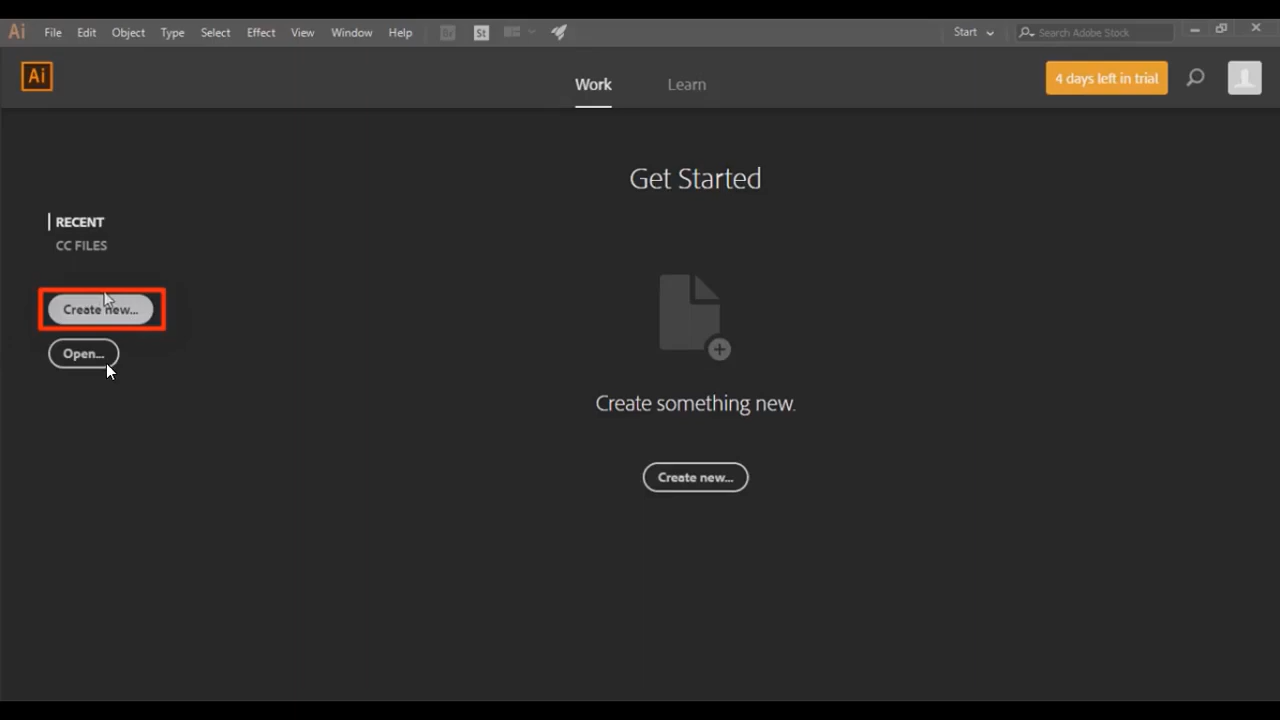 Ai File Edit Object Type Select Effect View Window Help Br St Start Search Adobe Stock
Ai Work Learn 4 days left in trial
Get Started
RECENT
CC FILES
Create new...
Open...
Create something new.
Create new...